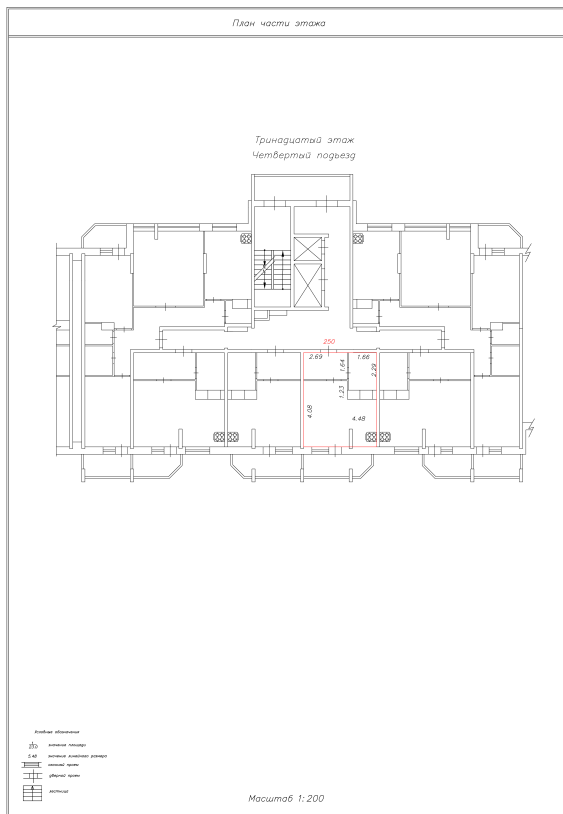 План части этажа
Тринадцатый этаж
Четвертый подъезд
250
2.69
1.66
1.64
2.29
1.23
4.08
4.48
Условные обозначения
значение площади
5.48 значение линейного размера
оконный проем
дверной проем
лестница
Масштаб 1:200